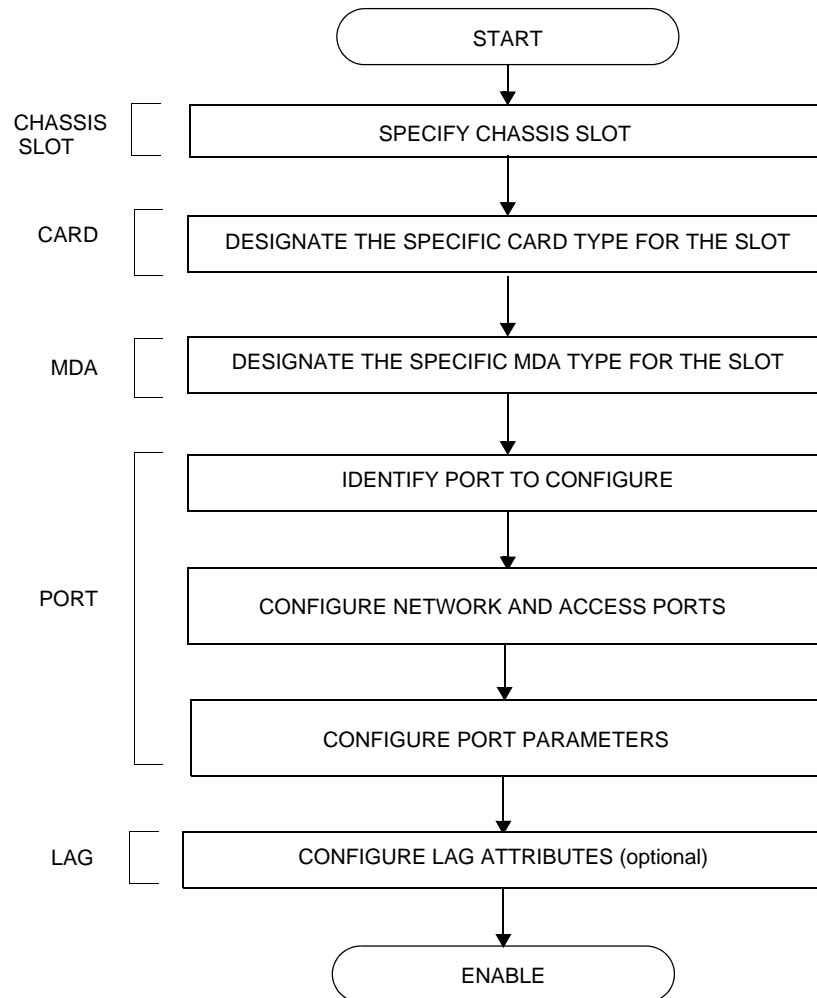 START
CHASSIS
SLOT
SPECIFY CHASSIS SLOT
CARD
DESIGNATE THE SPECIFIC CARD TYPE FOR THE SLOT
MDA
DESIGNATE THE SPECIFIC MDA TYPE FOR THE SLOT
IDENTIFY PORT TO CONFIGURE
PORT
CONFIGURE NETWORK AND ACCESS PORTS
CONFIGURE PORT PARAMETERS
LAG
CONFIGURE LAG ATTRIBUTES (optional)
ENABLE